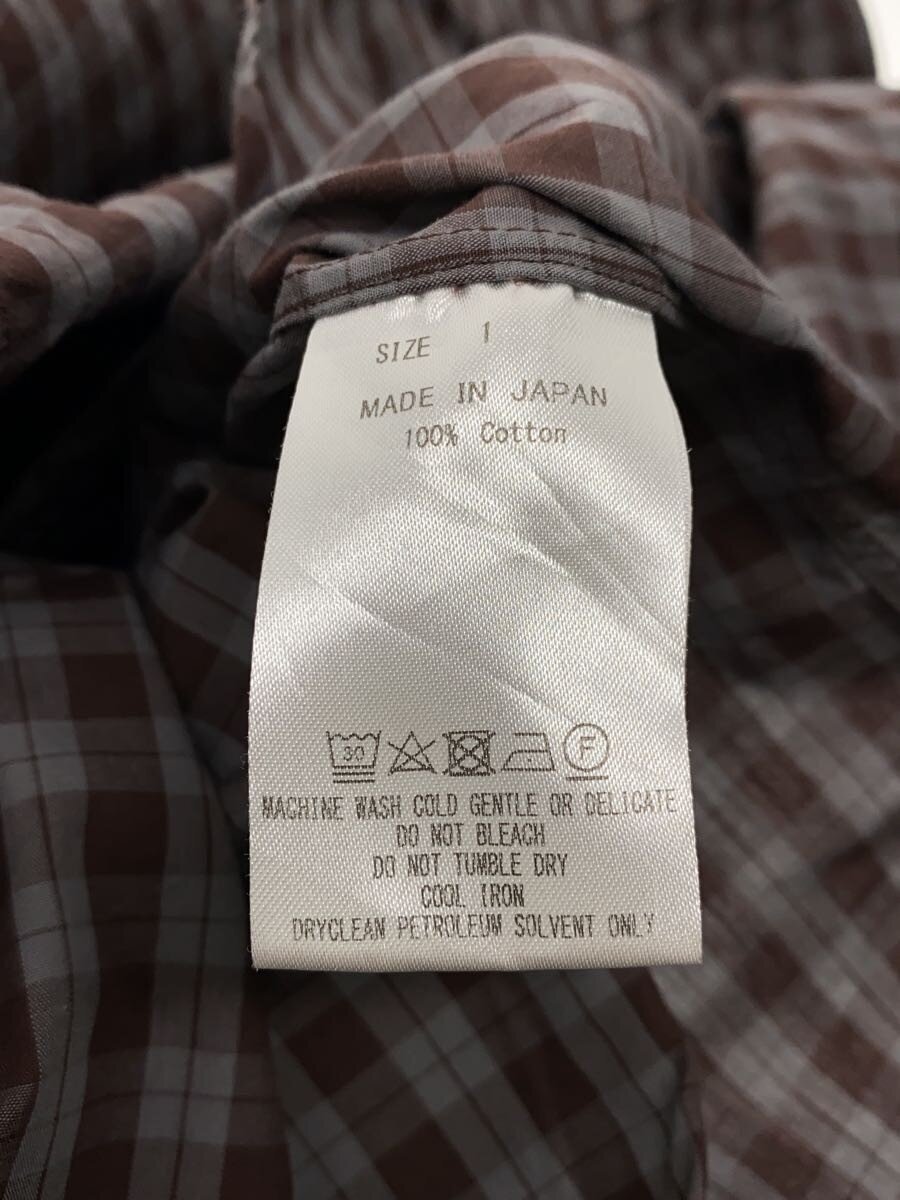 SIZE 1
MADE IN JAPAN
100% Cotton
30 F
MACHINE WASH COLD GENTLE OR DELICATE
DO NOT BLEACH
DO NOT TUMBLE DRY
COOL IRON
DRYCLEAN PETROLEUM SOLVENT ONLY